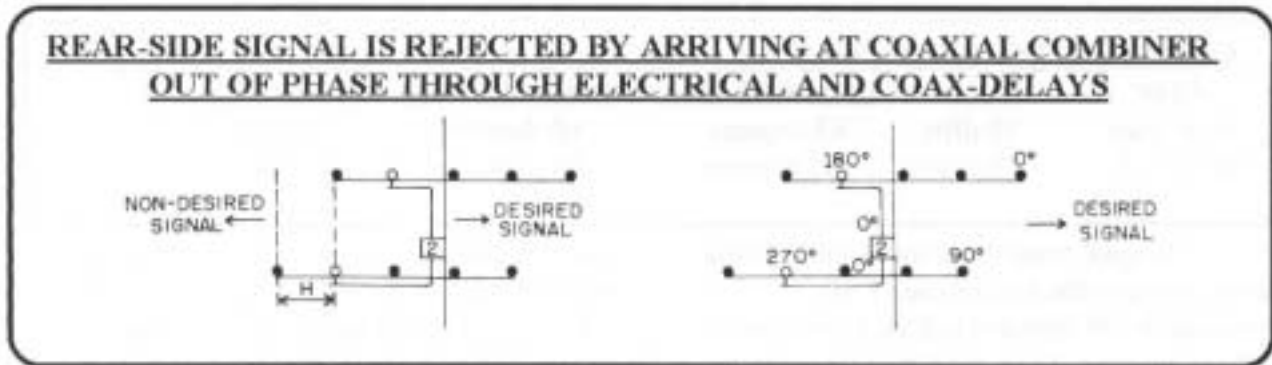 REAR-SIDE SIGNAL IS REJECTED BY ARRIVING AT COAXIAL COMBINER
OUT OF PHASE THROUGH ELECTRICAL AND COAX-DELAYS
180° 0°
NON-DESIRED
SIGNAL
DESIRED
SIGNAL
DESIRED
SIGNAL
0°
2
2
270° 0° 90°
H